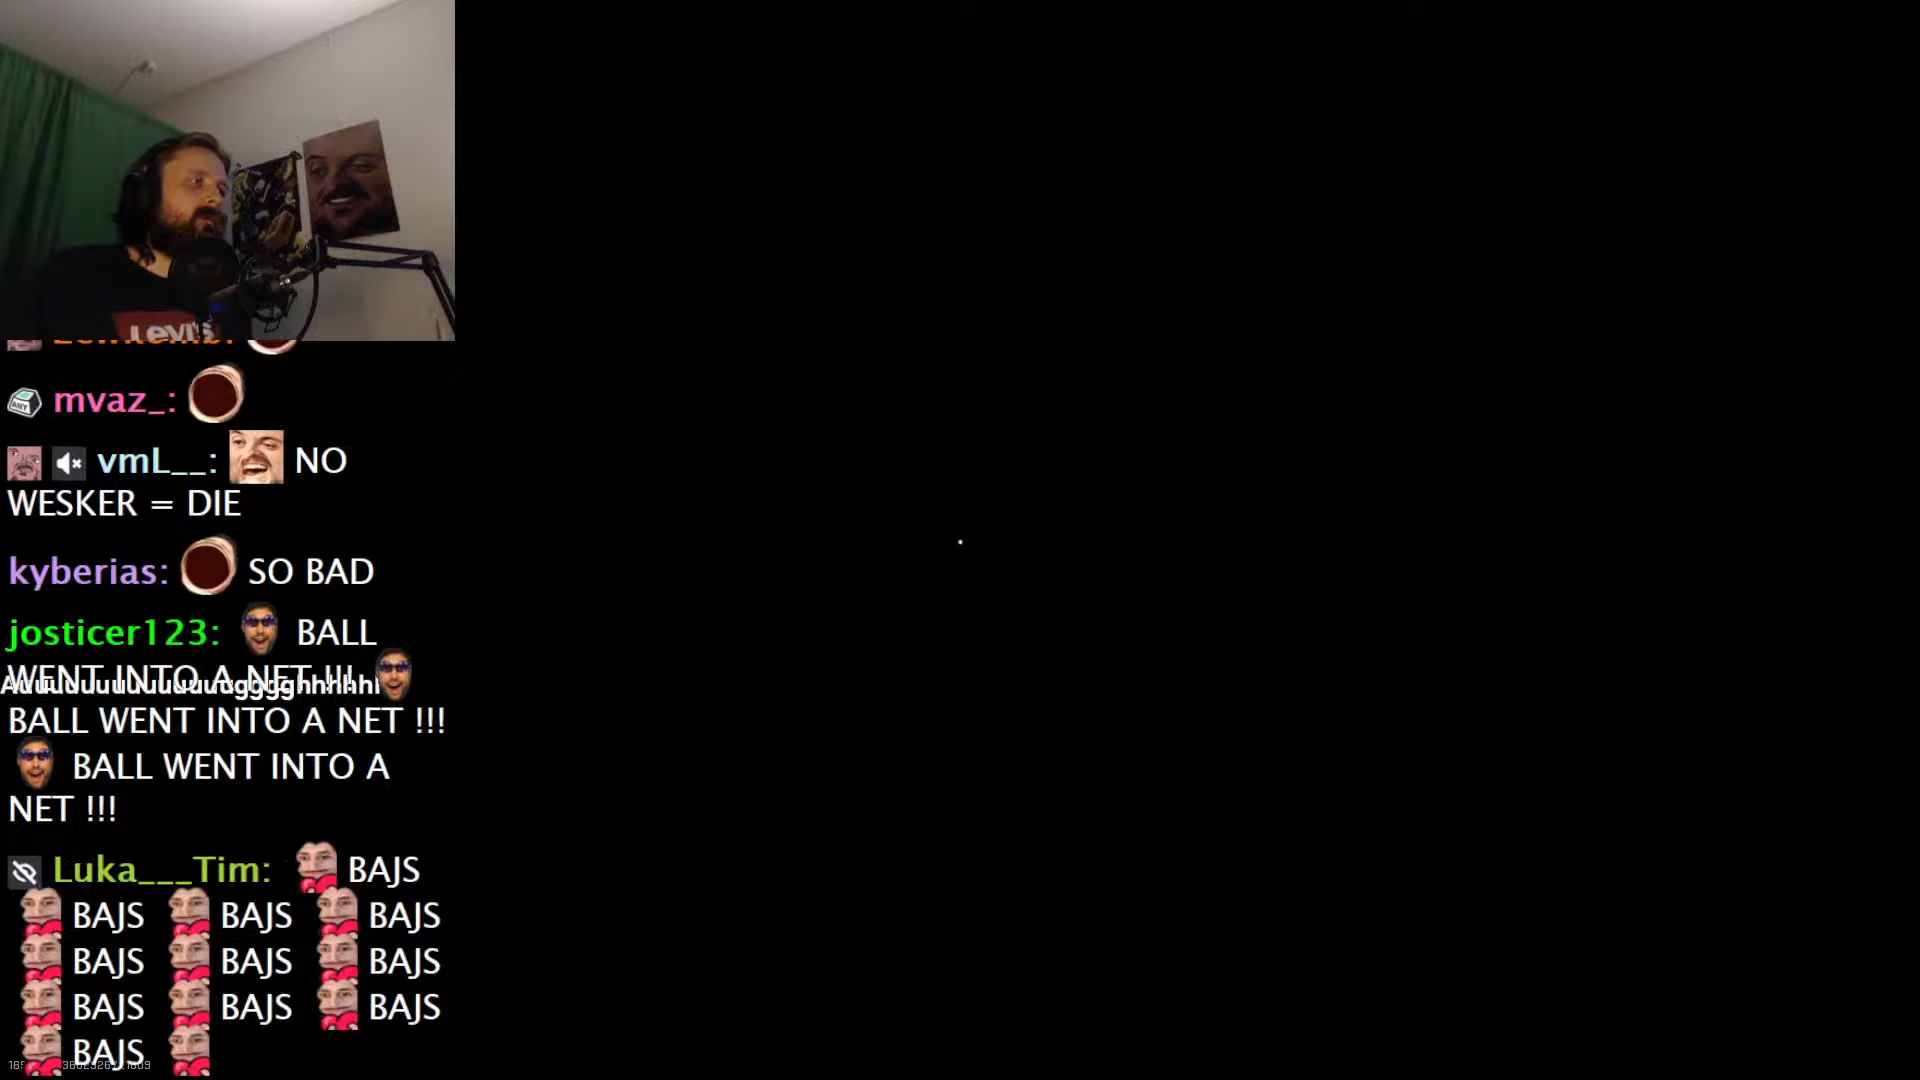 Levi's
mvaz_:
vmL__: NO
WESKER = DIE
kyberias: SO BAD
josticer123: BALL
WENT INTO A NET !!!
BALL WENT INTO A NET !!!
BALL WENT INTO A
NET !!!
Luka___Tim: BAJS
BAJS BAJS BAJS
BAJS BAJS BAJS
BAJS BAJS BAJS
BAJS